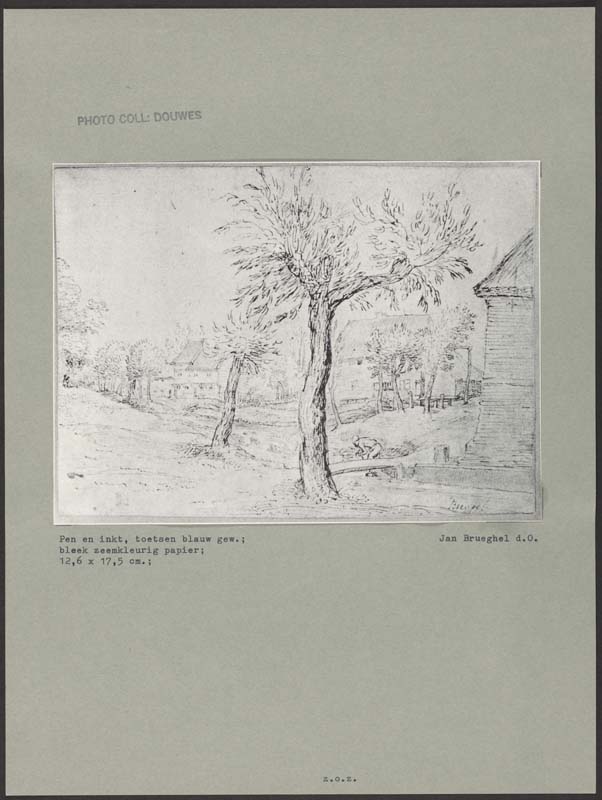 PHOTO COLL: DOUWES
Pen en inkt, toetsen blauw gew.;
bleek zeemkleurig papier;
12,6 x 17,5 cm.;
Jan Brueghel d.O.
z.o.z.